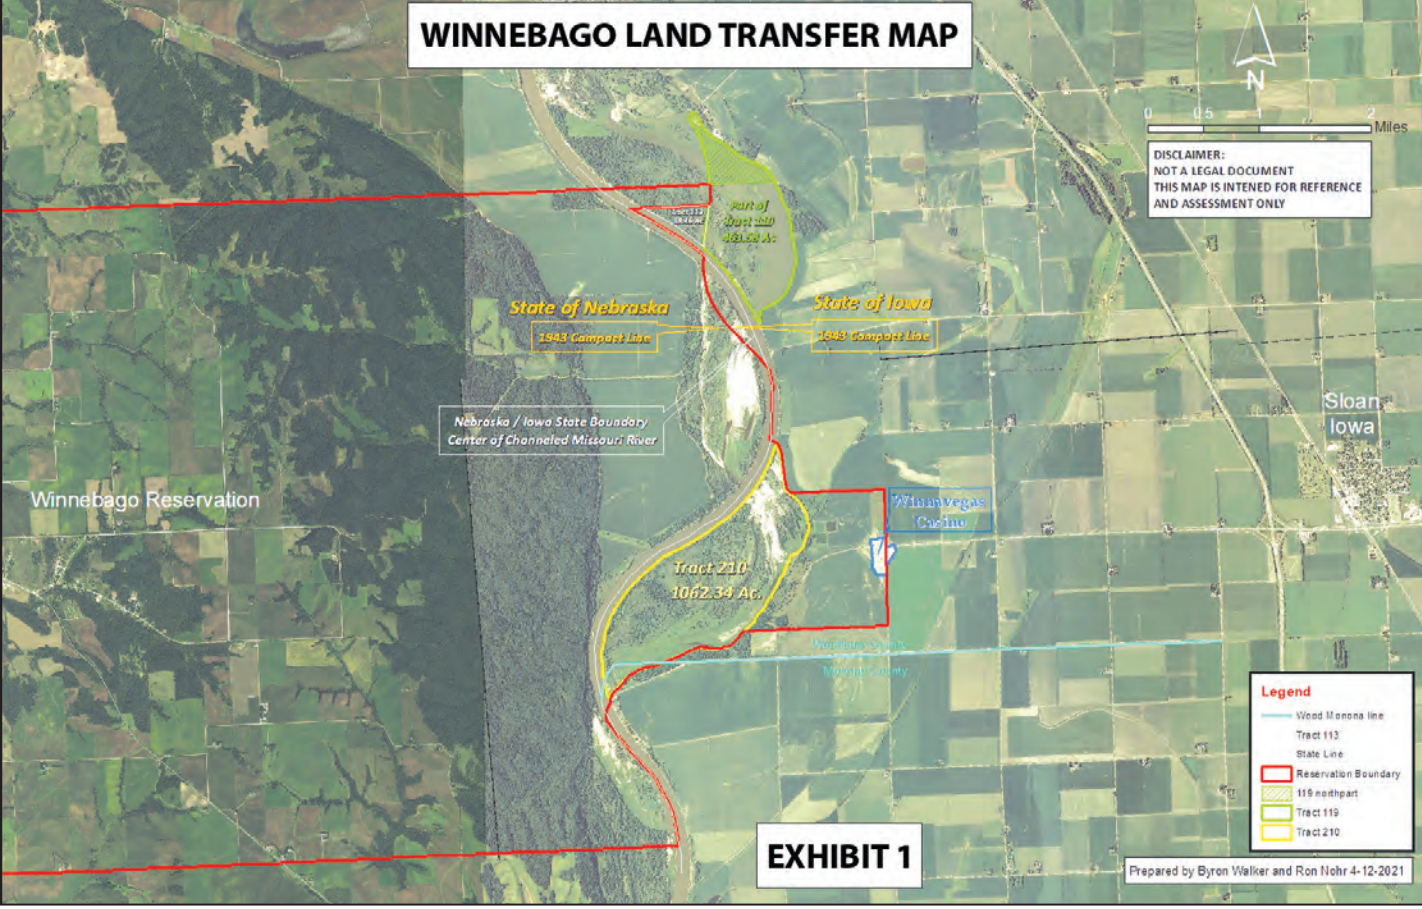 WINNEBAGO LAND TRANSFER MAP
N
0 0.5 1 2
Miles
DISCLAIMER:
NOT A LEGAL DOCUMENT
THIS MAP IS INTENED FOR REFERENCE
AND ASSESSMENT ONLY
Part of
Tract 119
State of Nebraska
1943 Compact Line
State of Iowa
1943 Compact Line
Nebraska / Iowa State Boundary
Center of Channeled Missouri River
Sloan
Iowa
Winnebago Reservation
Winnavegas
Casino
Tract 210
1062.34 Ac.
Monona County
Legend
Wood Monona line
Tract 113
State Line
Reservation Boundary
119 northpart
Tract 119
Tract 210
EXHIBIT 1
Prepared by Byron Walker and Ron Nohr 4-12-2021